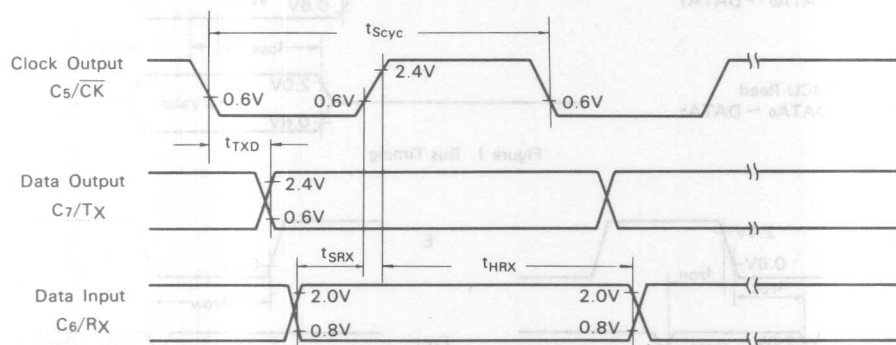 tScyc
Clock Output
C5/CK
2.4V
0.6V
0.6V
0.6V
tTXD
Data Output
C7/Tx
2.4V
0.6V
tSRX
tHRX
Data Input
C6/Rx
2.0V
2.0V
0.8V
0.8V